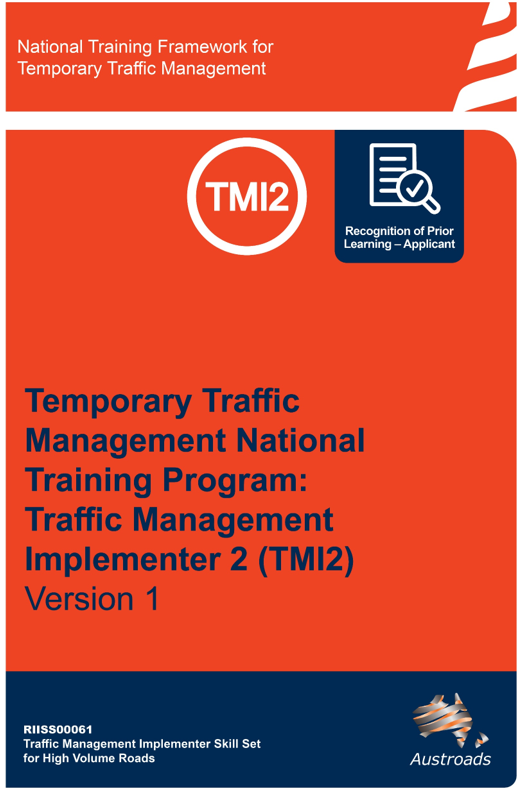 National Training Framework for
Temporary Traffic Management
TMI2
Recognition of Prior
Learning – Applicant
Temporary Traffic
Management National
Training Program:
Traffic Management
Implementer 2 (TMI2)
Version 1
RIISS00061
Traffic Management Implementer Skill Set
for High Volume Roads
Austroads